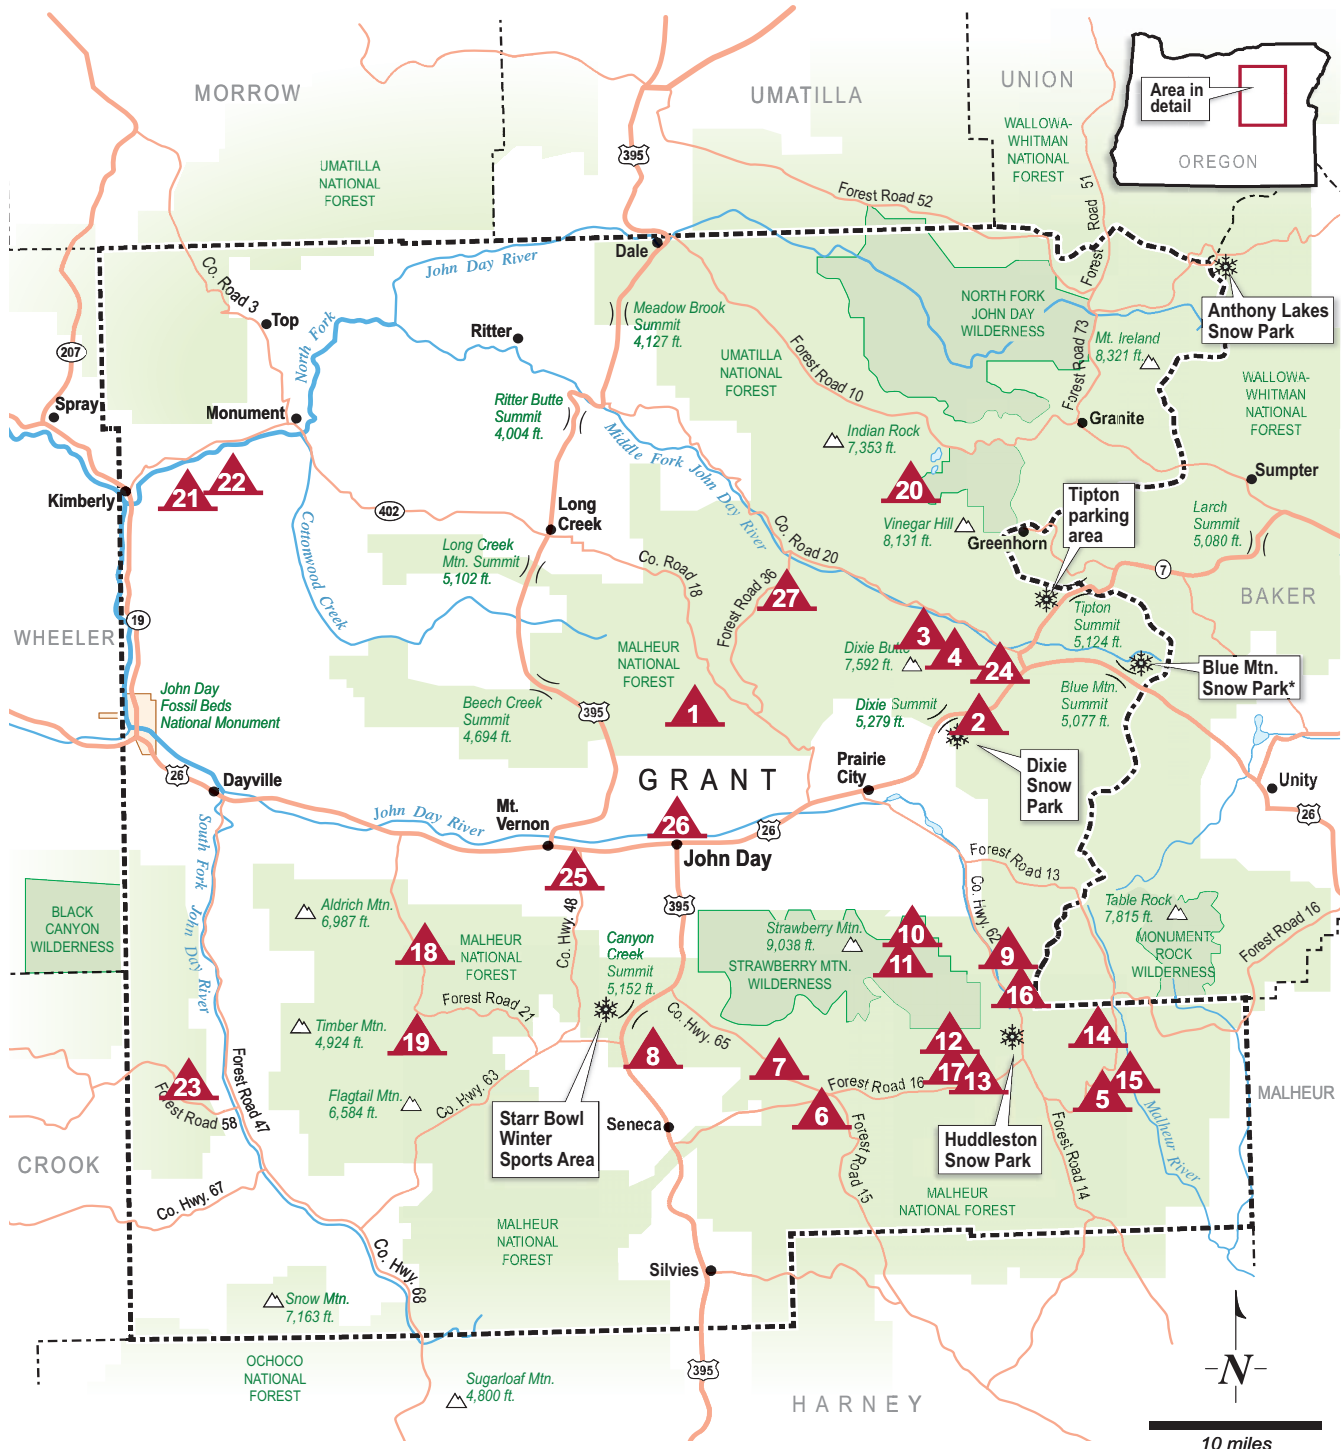 MORROW
UMATILLA
UNION
Area in
detail
OREGON
WALLOWA-
WHITMAN
NATIONAL
FOREST
UMATILLA
NATIONAL
FOREST
395
Forest Road 52
Forest Road 51
Dale
John Day River
Co. Road 3
Top
North Fork
Ritter
Meadow Brook
Summit
4,127 ft.
NORTH FORK
JOHN DAY
WILDERNESS
Anthony Lakes
Snow Park
207
Mt. Ireland
8,321 ft.
Forest Road 73
UMATILLA
NATIONAL
FOREST
Forest Road 10
WALLOWA-
WHITMAN
NATIONAL
FOREST
Spray
Monument
Ritter Butte
Summit
4,004 ft.
Middle Fork John Day River
Indian Rock
7,353 ft.
Granite
Sumpter
Kimberly
21
22
20
402
Long
Creek
Tipton
parking
area
Vinegar Hill
8,131 ft.
Greenhorn
Larch
Summit
5,080 ft.
Cottonwood Creek
Long Creek
Mtn. Summit
5,102 ft.
Co. Road 18
Co. Road 20
Forest Road 36
27
7
BAKER
19
WHEELER
3
4
24
Tipton
Summit
5,124 ft.
MALHEUR
NATIONAL
FOREST
Dixie Butte
7,592 ft.
Blue Mtn.
Snow Park*
John Day
Fossil Beds
National Monument
Beech Creek
Summit
4,694 ft.
395
1
Dixie Summit
5,279 ft.
2
Blue Mtn.
Summit
5,077 ft.
26
Dayville
GRANT
Prairie
City
Dixie
Snow
Park
Unity
26
John Day River
Mt.
Vernon
26
26
John Day
South Fork John Day River
25
Forest Road 13
395
Co. Hwy. 48
Co. Hwy. 62
BLACK
CANYON
WILDERNESS
Aldrich Mtn.
6,987 ft.
18
MALHEUR
NATIONAL
FOREST
Canyon
Creek
Summit
5,152 ft.
Strawberry Mtn.
9,038 ft.
STRAWBERRY MTN.
WILDERNESS
10
11
9
16
Table Rock
7,815 ft.
MONUMENT
ROCK
WILDERNESS
Forest Road 16
Forest Road 21
Timber Mtn.
4,924 ft.
19
Co. Hwy. 65
8
7
12
17
13
14
15
5
23
Forest Road 58
Forest Road 47
Flagtail Mtn.
6,584 ft.
Co. Hwy. 63
Forest Road 16
6
MALHEUR
Starr Bowl
Winter
Sports Area
Seneca
Huddleston
Snow Park
Forest Road 15
Forest Road 14
Malheur River
CROOK
Co. Hwy. 67
MALHEUR
NATIONAL FOREST
MALHEUR
NATIONAL
FOREST
Co. Hwy. 68
Silvies
Snow Mtn.
7,163 ft.
OCHOCO
NATIONAL
FOREST
Sugarloaf Mtn.
4,800 ft.
395
HARNEY
N
10 miles